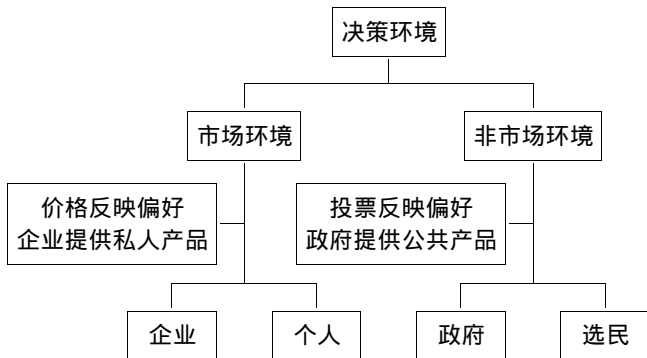 决策环境
市场环境
非市场环境
价格反映偏好
企业提供私人产品
投票反映偏好
政府提供公共产品
企业
个人
政府
选民